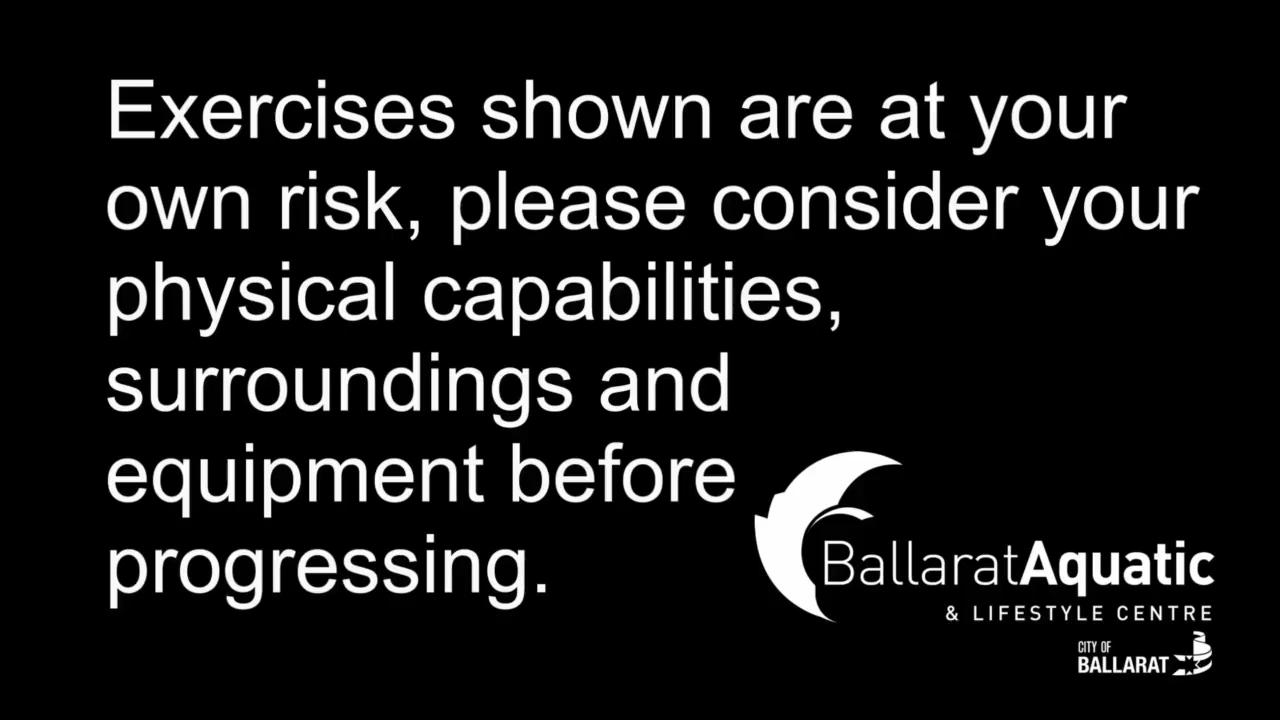 Exercises shown are at your
own risk, please consider your
physical capabilities,
surroundings and
equipment before
progressing.
BallaratAquatic
& LIFESTYLE CENTRE
CITY OF
BALLARAT